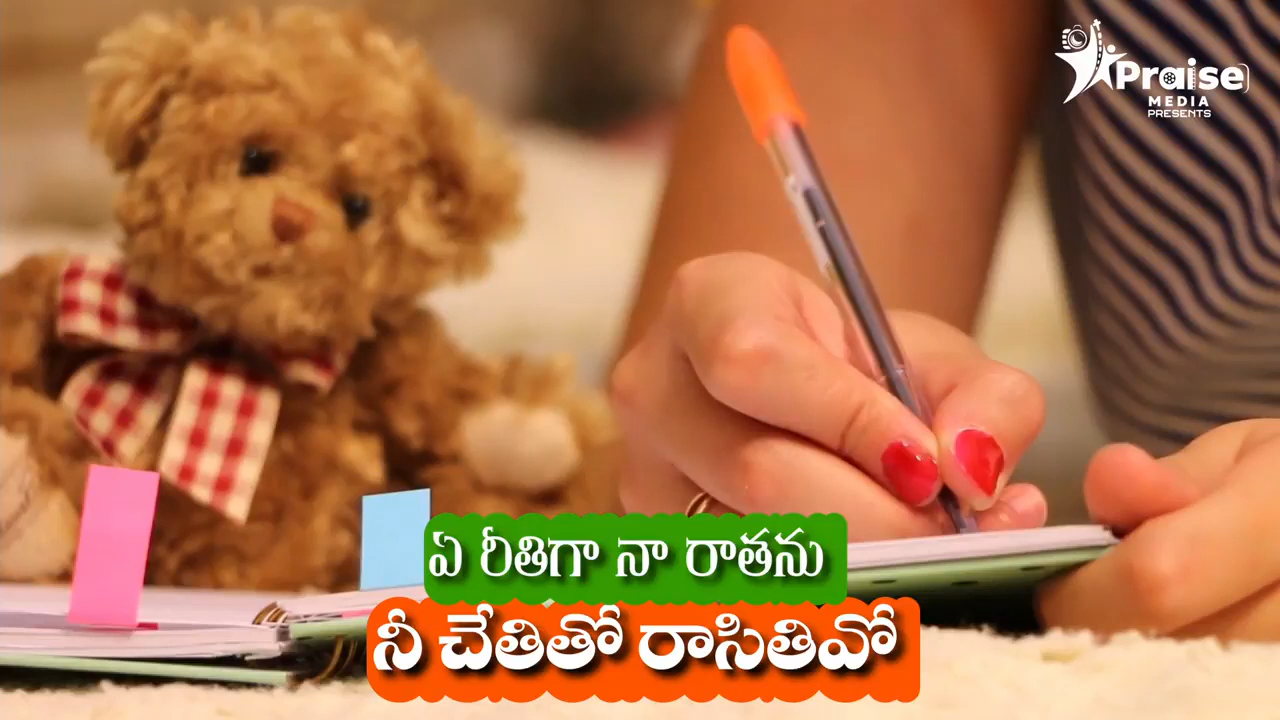 Praise
MEDIA
PRESENTS
ఏ రీతిగా నా రాతను
నీ చేతితో రాసితివో